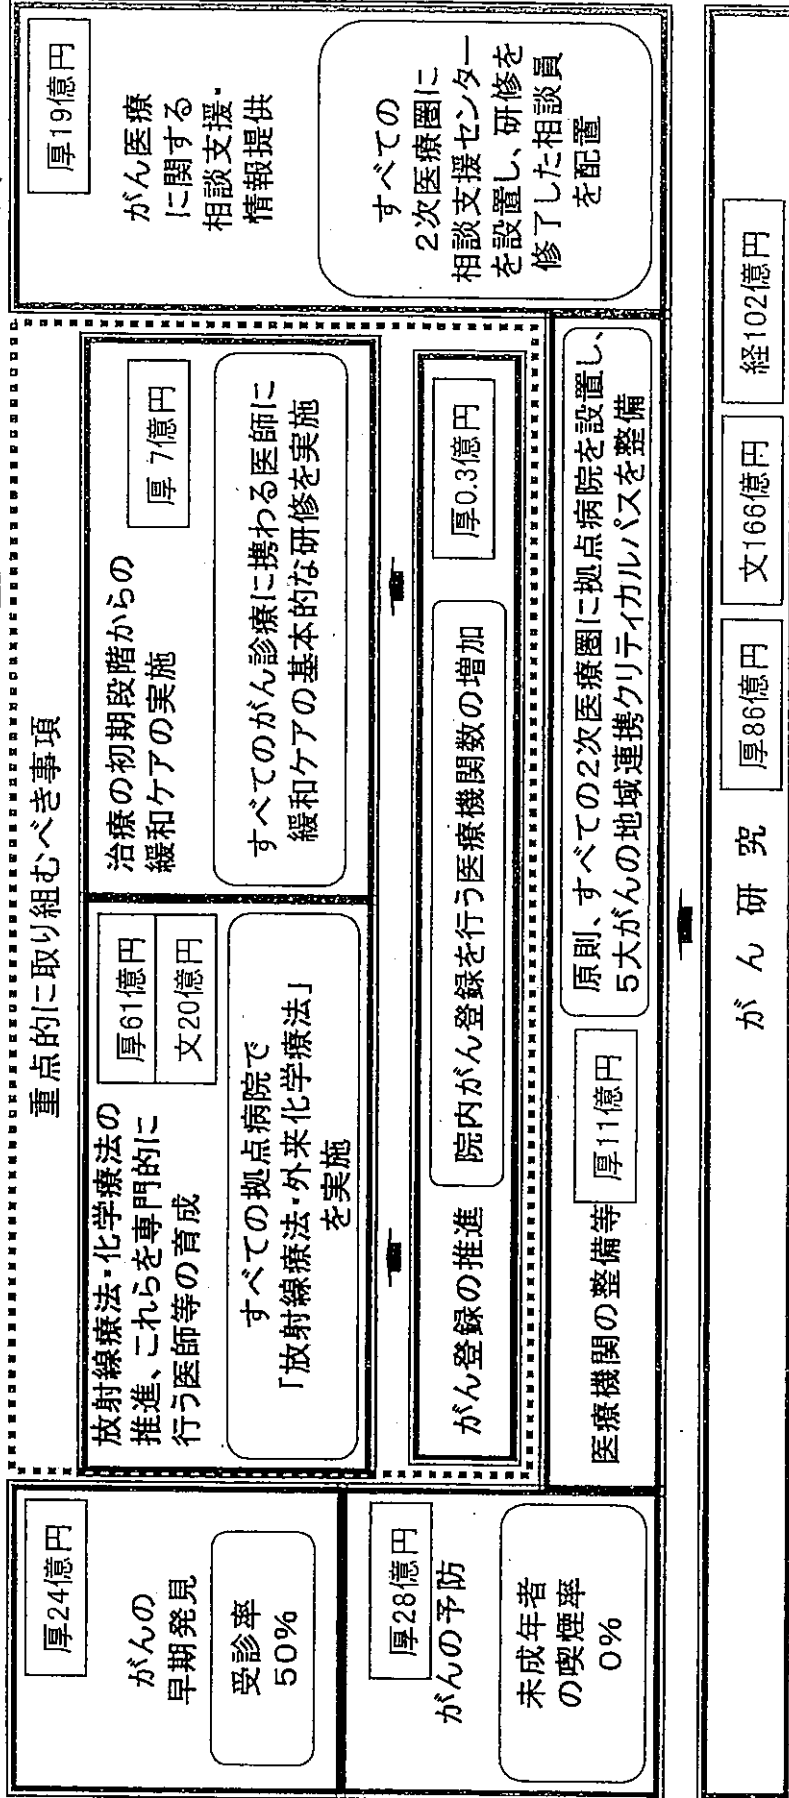 重点的に取り組むべき事項
厚24億円
がんの
早期発見
受診率
50%
厚28億円
がんの予防
未成年者
の喫煙率
0%
放射線療法・化学療法の
推進、これらを専門的に
行う医師等の育成
厚61億円
文20億円
すべての拠点病院で
「放射線療法・外来化学療法」
を実施
治療の初期段階からの
緩和ケアの実施
厚 7億円
すべてのがん診療に携わる医師に
緩和ケアの基本的な研修を実施
がん登録の推進
院内がん登録を行う医療機関数の増加
厚0.3億円
医療機関の整備等
厚11億円
原則、すべての2次医療圏に拠点病院を設置し、
5大がんの地域連携クリティカルパスを整備
厚19億円
がん医療
に関する
相談支援・
情報提供
すべての
2次医療圏に
相談支援センター
を設置し、研修を
修了した相談員
を配置
がん研究
厚86億円
文166億円
経102億円